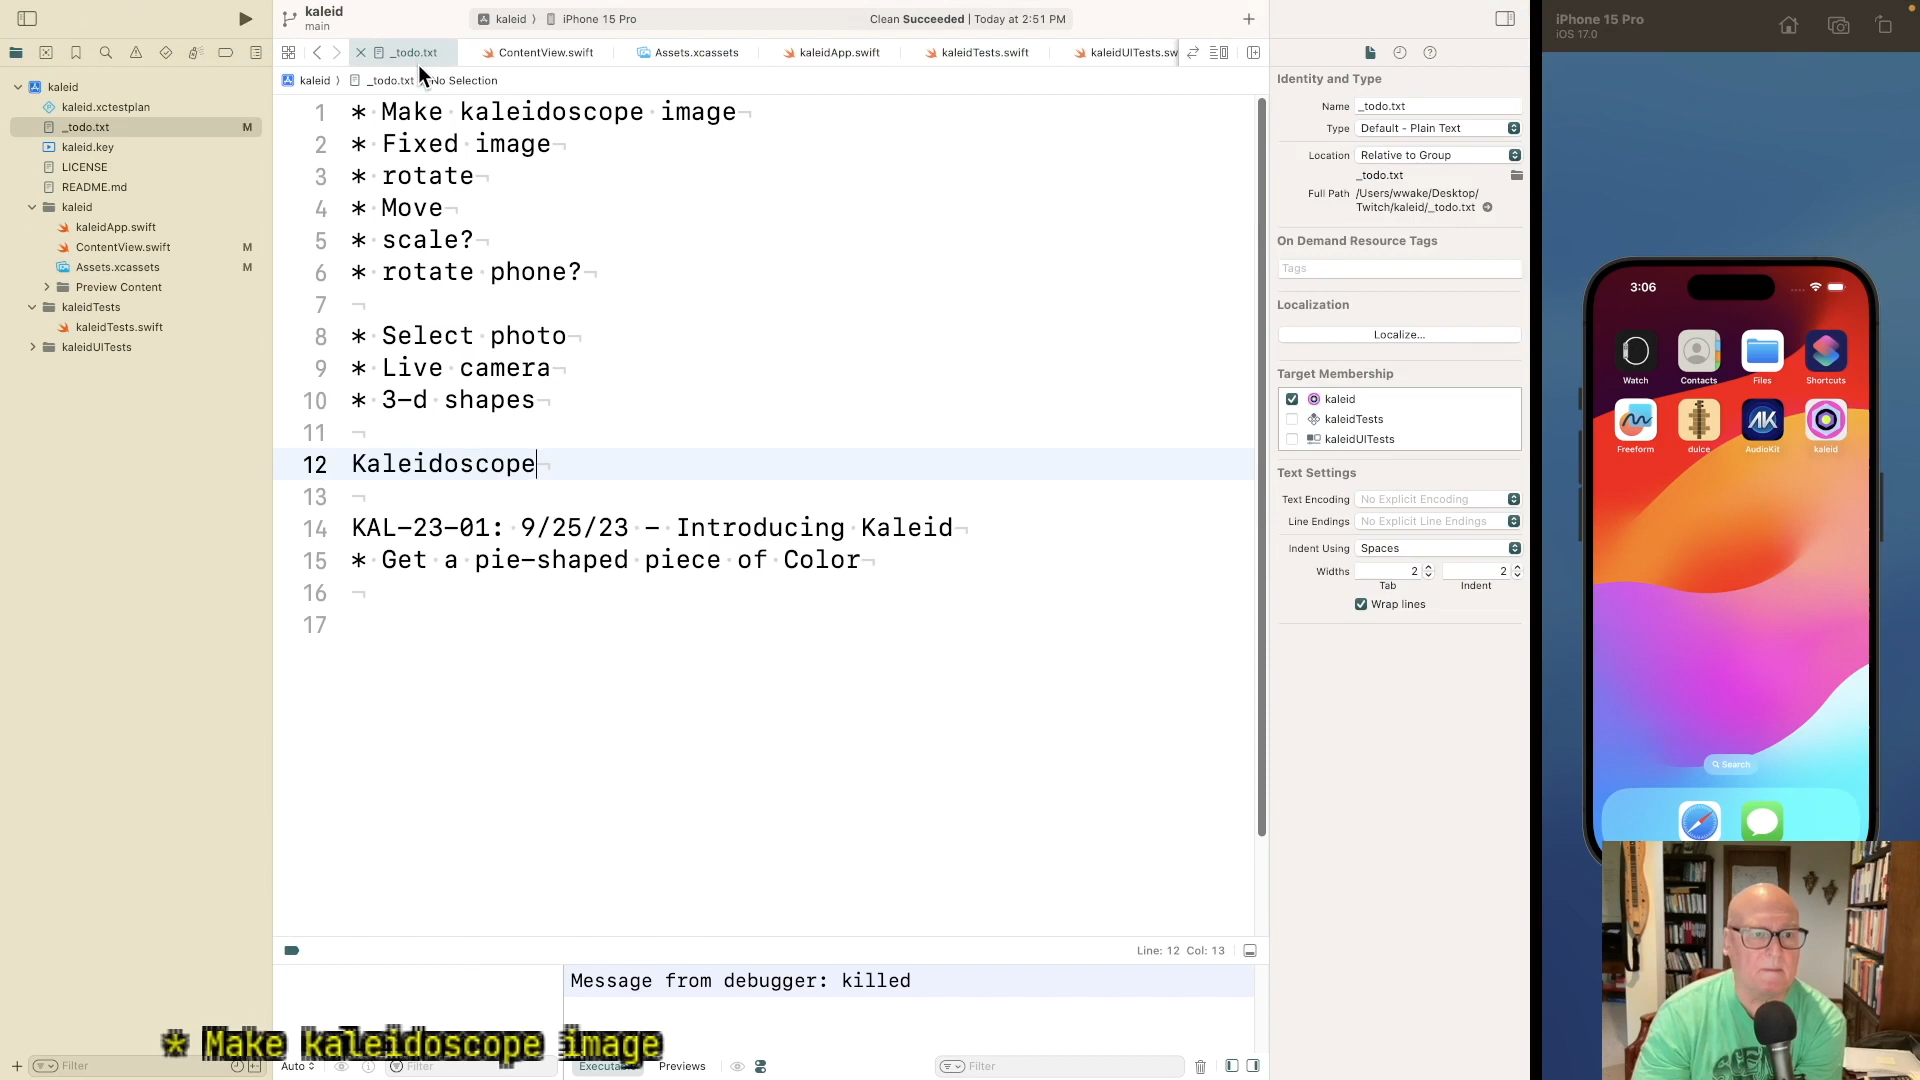 kaleid
main
kaleid 〉 iPhone 15 Pro
Clean Succeeded | Today at 2:51 PM
_todo.txt
ContentView.swift
Assets.xcassets
kaleidApp.swift
kaleidTests.swift
kaleidUITests.sw
kaleid 〉 _todo.txt No Selection
kaleid
kaleid.xctestplan
_todo.txt M
kaleid.key
LICENSE
README.md
kaleid
kaleidApp.swift
ContentView.swift M
Assets.xcassets M
Preview Content
kaleidTests
kaleidTests.swift
kaleidUITests
1 * Make kaleidoscope image
2 * Fixed image
3 * rotate
4 * Move
5 * scale?
6 * rotate phone?
7
8 * Select photo
9 * Live camera
10 * 3-d shapes
11
12 Kaleidoscope
13
14 KAL-23-01: 9/25/23 - Introducing Kaleid
15 * Get a pie-shaped piece of Color
16
17
Line: 12 Col: 13
Message from debugger: killed
* Make kaleidoscope image
Filter
Auto
Filter
Executa
Previews
Filter
Identity and Type
Name _todo.txt
Type Default - Plain Text
Location Relative to Group
_todo.txt
Full Path /Users/wwake/Desktop/
Twitch/kaleid/_todo.txt
On Demand Resource Tags
Tags
Localization
Localize...
Target Membership
kaleid
kaleidTests
kaleidUITests
Text Settings
Text Encoding No Explicit Encoding
Line Endings No Explicit Line Endings
Indent Using Spaces
Widths 2 2
Tab Indent
Wrap lines
iPhone 15 Pro
iOS 17.0
3:06
Watch Contacts Files Shortcuts
Freeform dulce AudioKit kaleid
Search